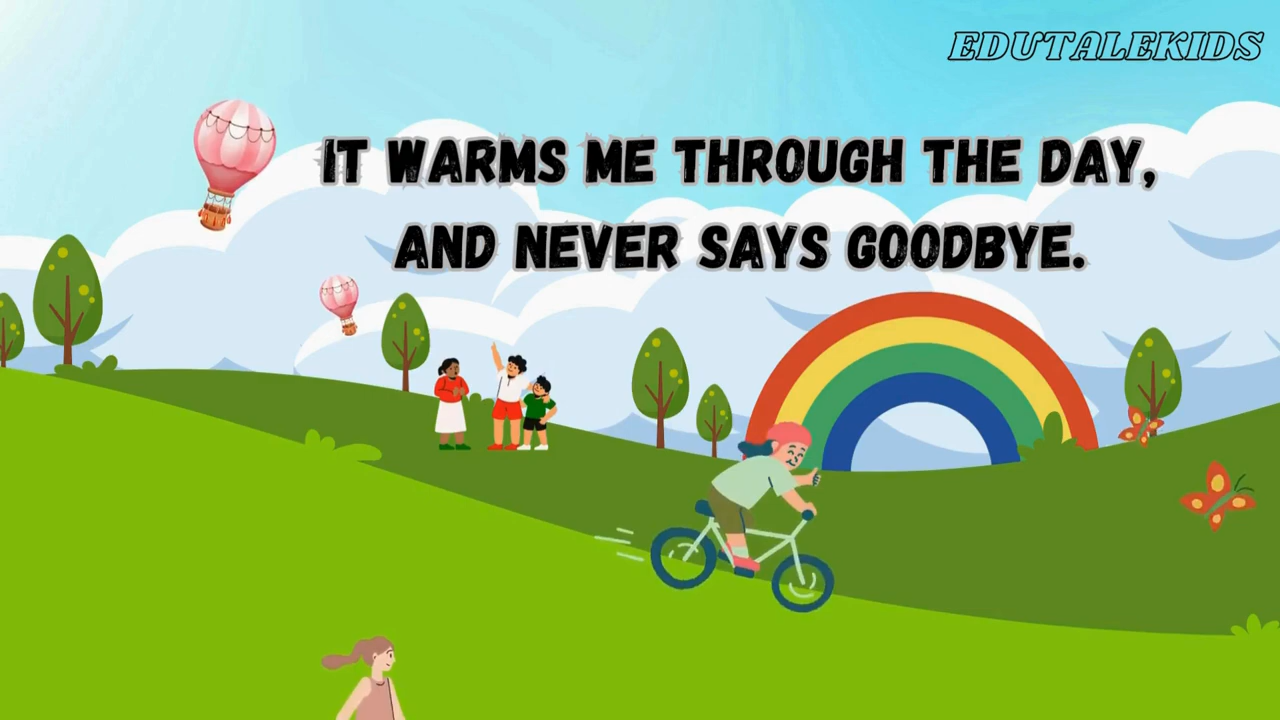 EDUTALEKIDS
IT WARMS ME THROUGH THE DAY,
AND NEVER SAYS GOODBYE.